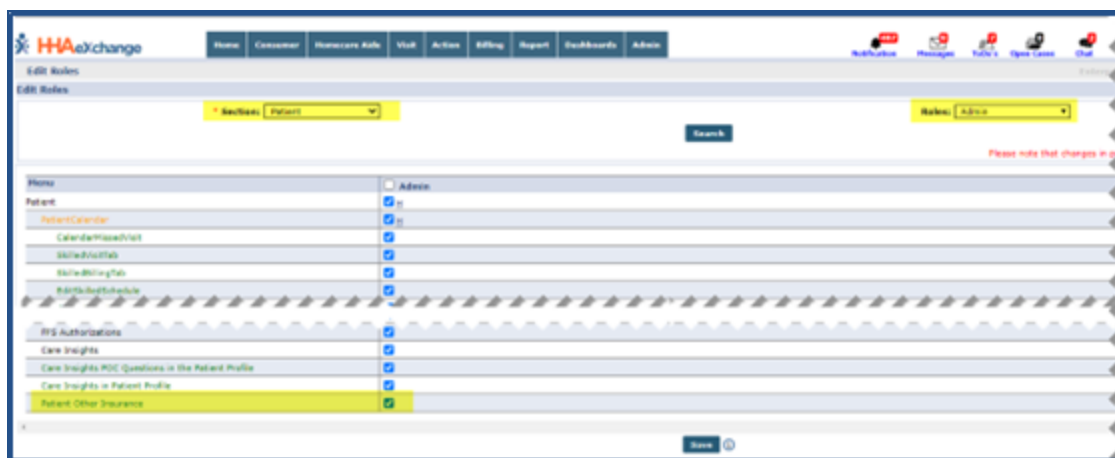 HHAeXchange
Home Consumer Homecare Aide Visit Action Billing Report Dashboards Admin
Notification Messages ToDo's Open Cases Chat
Edit Roles
Edit Roles
* Section: Patient Roles: Admin
Search
Please note that changes in p
Menu Admin
Patient H
PatientCalendar H
CalendarMissedVisit
SkilledVisitTab
SkilledBillingTab
EditSkilledSchedule
FFS Authorizations
Care Insights
Care Insights POC Questions in the Patient Profile
Care Insights in Patient Profile
Patient Other Insurance
Save